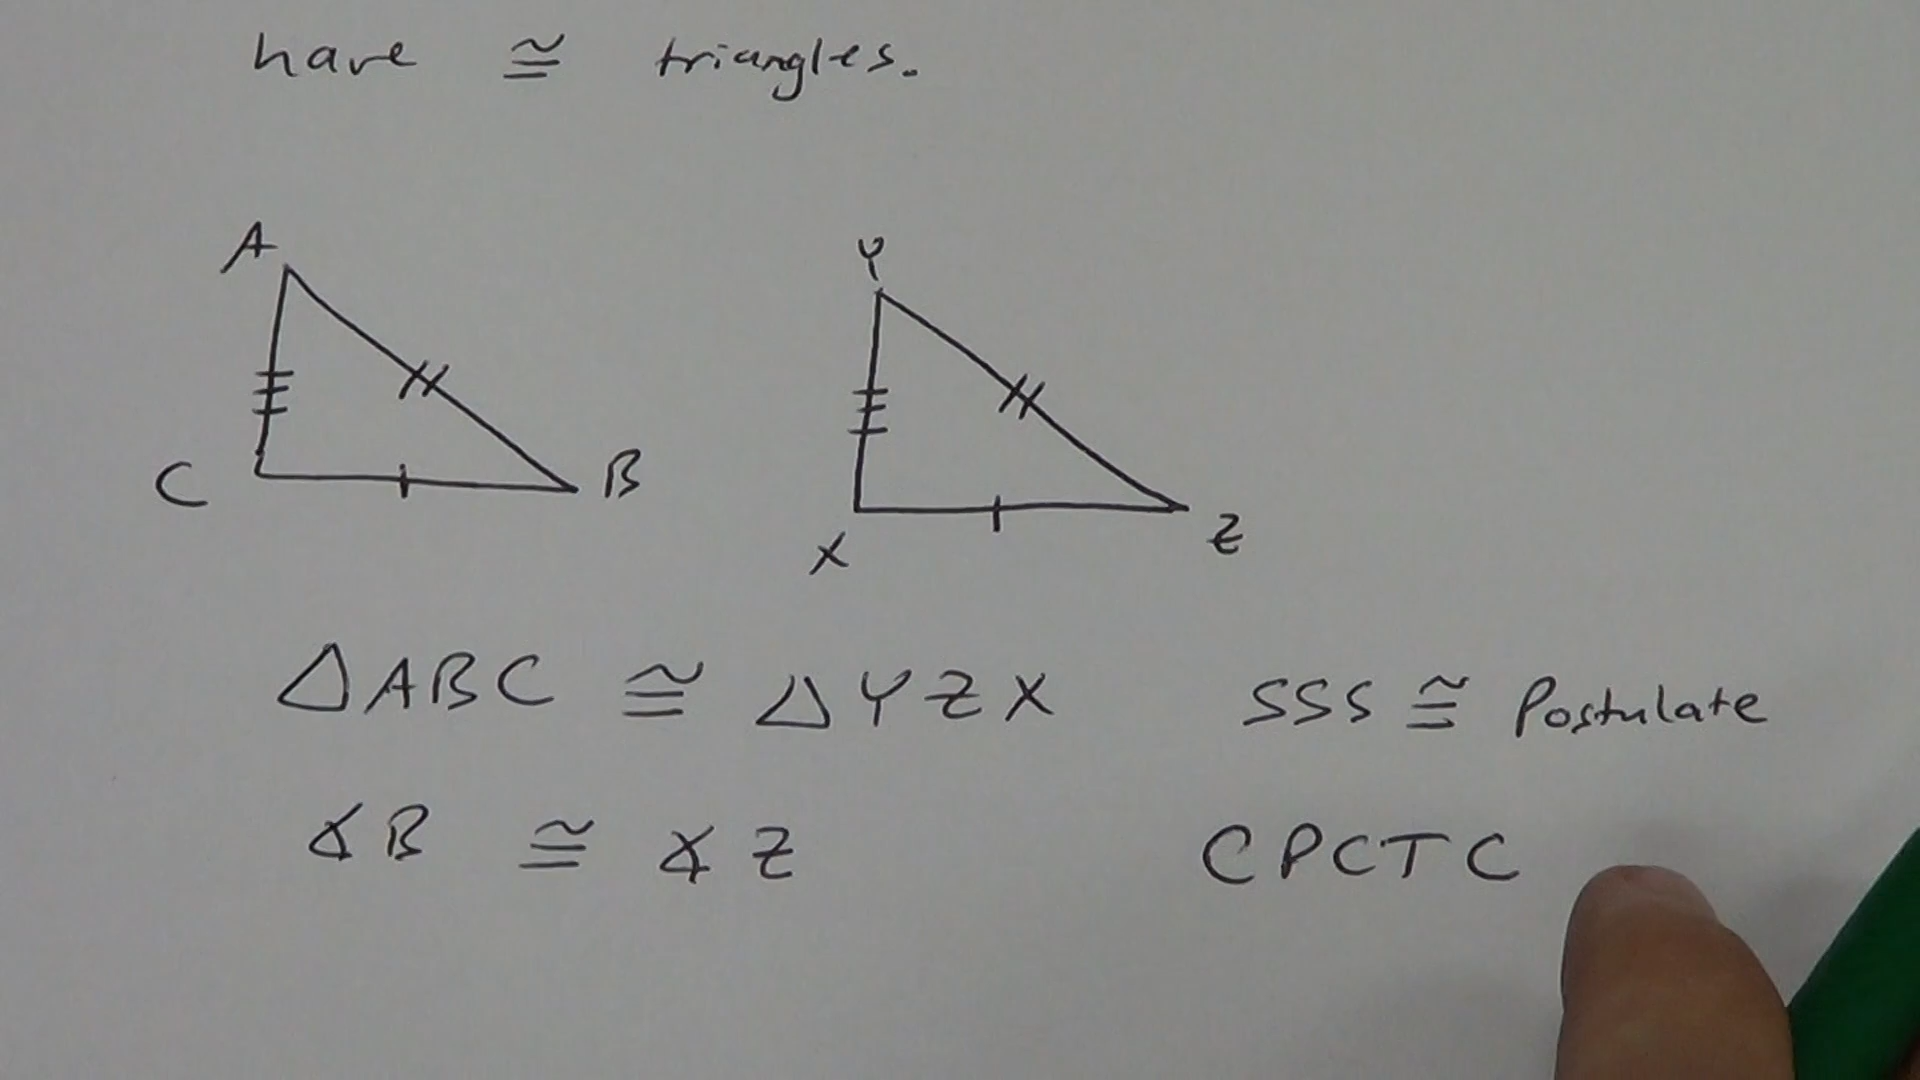 have ≅ triangles.
A
Y
C
B
X
Z
△ABC ≅ △YZX
SSS ≅ Postulate
∡B ≅ ∡Z
CPCTC